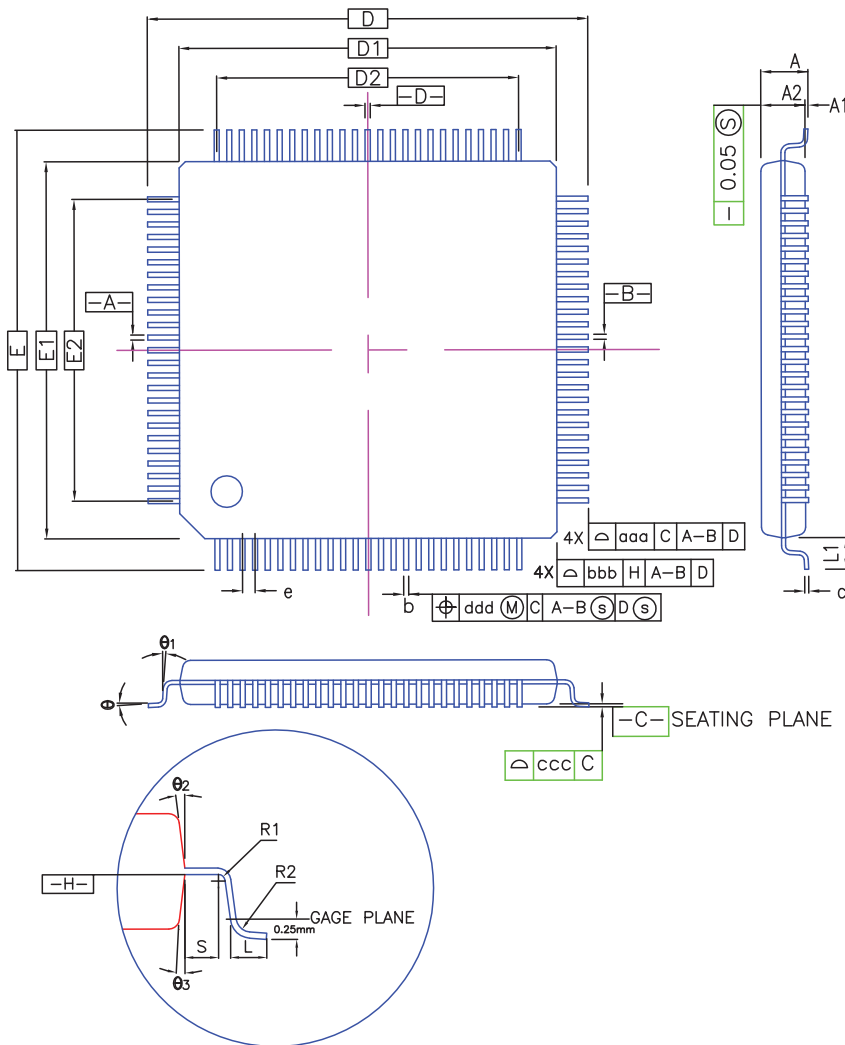 D
D1
D2
-D-
A
A2
A1
- 0.05 Ⓢ
E
E1
E2
-A-
-B-
4X ⌓ aaa C A-B D
4X ⌓ bbb H A-B D
e
b ⌖ ddd Ⓜ C A-B Ⓢ D Ⓢ
L1
c
θ1
θ
-C- SEATING PLANE
⌓ ccc C
θ2
R1
R2
-H-
GAGE PLANE
0.25mm
S
L
θ3